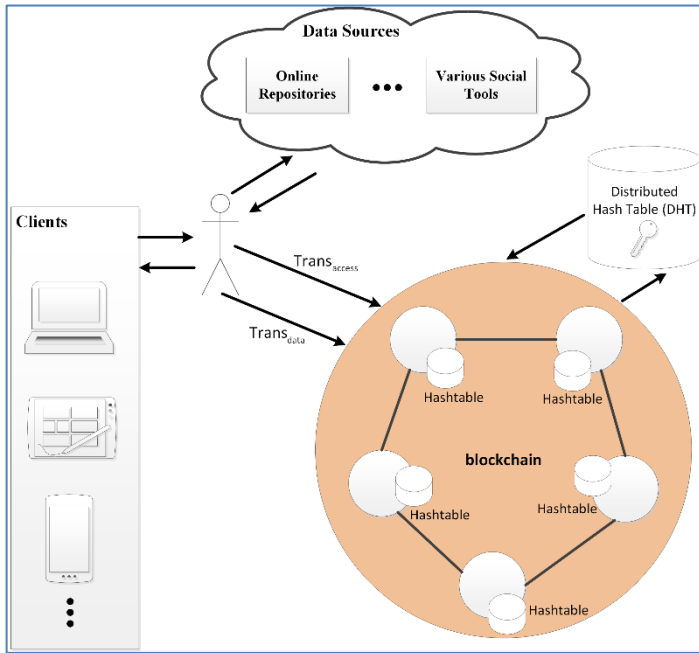 Data Sources
Online
Repositories
Various Social
Tools
Distributed
Hash Table (DHT)
Clients
Trans_access
Trans_data
Hashtable
Hashtable
blockchain
Hashtable
Hashtable
Hashtable